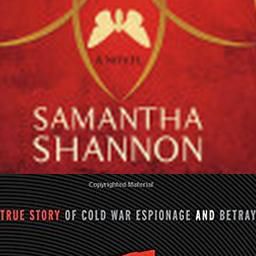 A NOVEL
SAMANTHA
SHANNON
Copyrighted Material
TRUE STORY OF COLD WAR ESPIONAGE AND BETRAY